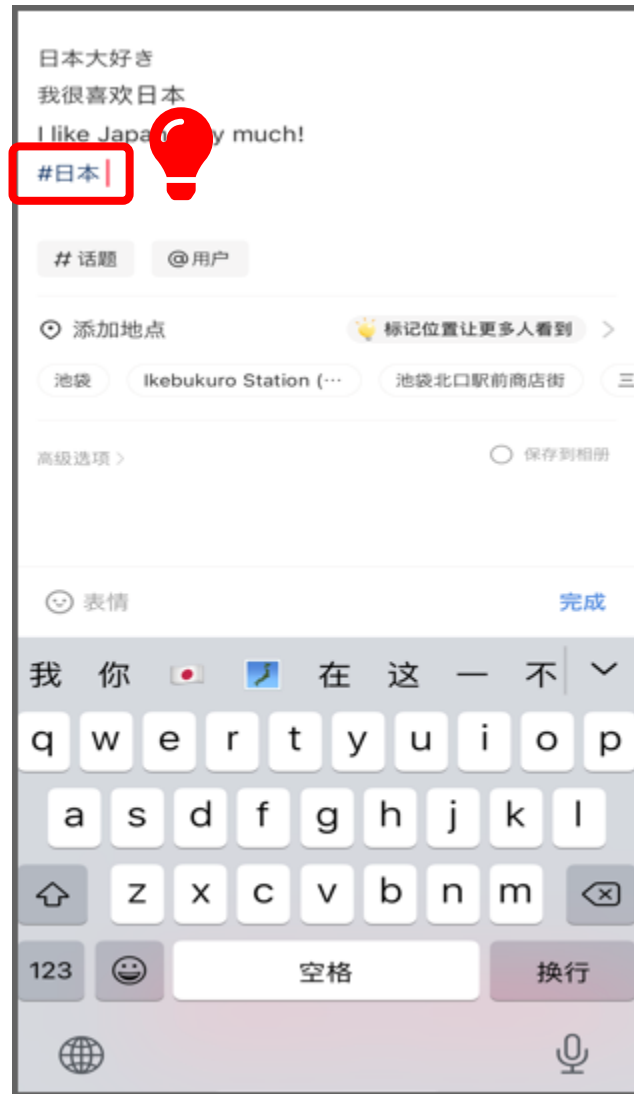 日本大好き
我很喜欢日本
I like Japan y much!
#日本
# 话题 @用户
添加地点 标记位置让更多人看到 >
池袋 Ikebukuro Station (… 池袋北口駅前商店街 三
高级选项 > 保存到相册
表情 完成
我 你 在 这 一 不
q w e r t y u i o p
a s d f g h j k l
z x c v b n m
123 空格 换行